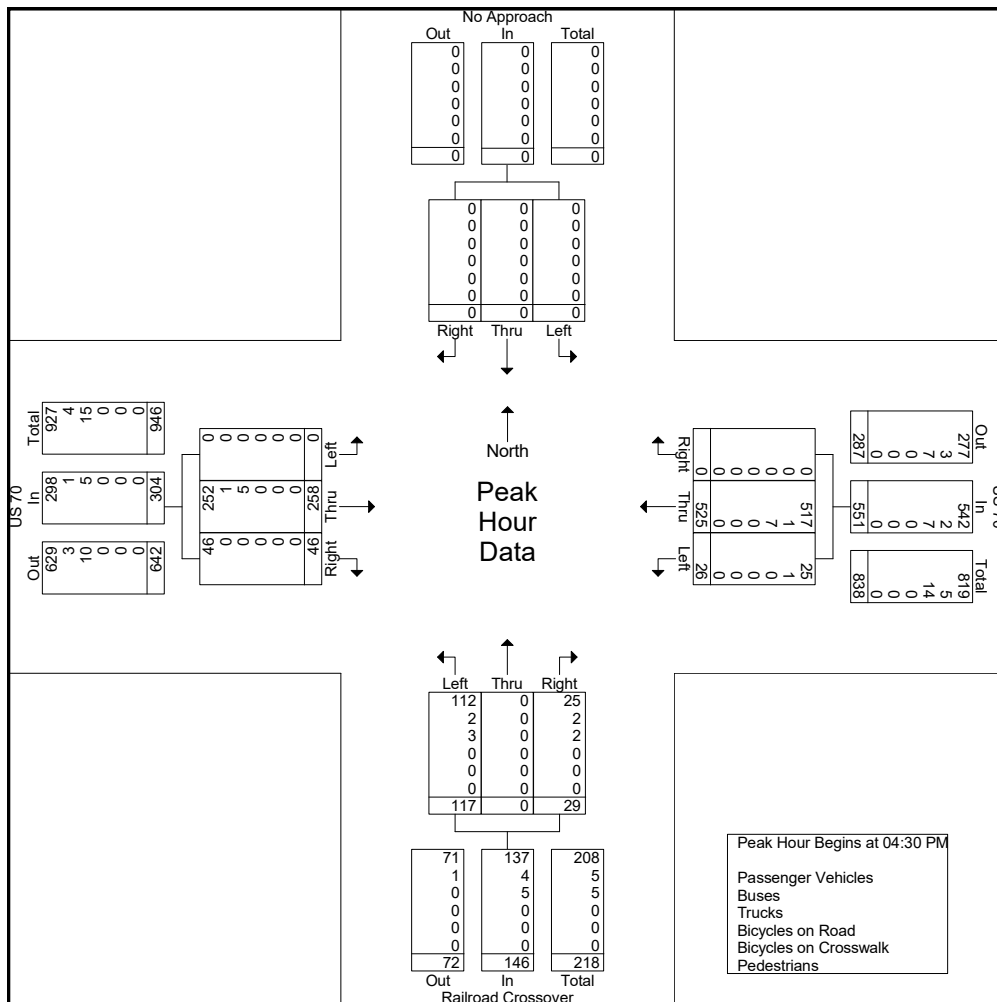 No Approach
Out In Total
0 0 0
0 0 0
0 0 0
0 0 0
0 0 0
0 0 0
0 0 0
0 0 0
0 0 0
0 0 0
0 0 0
0 0 0
0 0 0
0 0 0
Right Thru Left
US 70
Total
927 4 15 0 0 0 946
In
298 1 5 0 0 0 304
Out
629 3 10 0 0 0 642
0 0 0 0 0 0 0
Left
252 1 5 0 0 0 258
Thru
46 0 0 0 0 0 46
Right
North
Peak
Hour
Data
Right
0 0 0 0 0 0 0
Thru
517 1 7 0 0 0 525
Left
25 1 0 0 0 0 26
US 70
Out
277 3 7 0 0 0 287
In
542 2 7 0 0 0 551
Total
819 5 14 0 0 0 838
Left Thru Right
112 0 25
2 0 2
3 0 2
0 0 0
0 0 0
0 0 0
117 0 29
71 137 208
1 4 5
0 5 5
0 0 0
0 0 0
0 0 0
72 146 218
Out In Total
Railroad Crossover
Peak Hour Begins at 04:30 PM
Passenger Vehicles
Buses
Trucks
Bicycles on Road
Bicycles on Crosswalk
Pedestrians